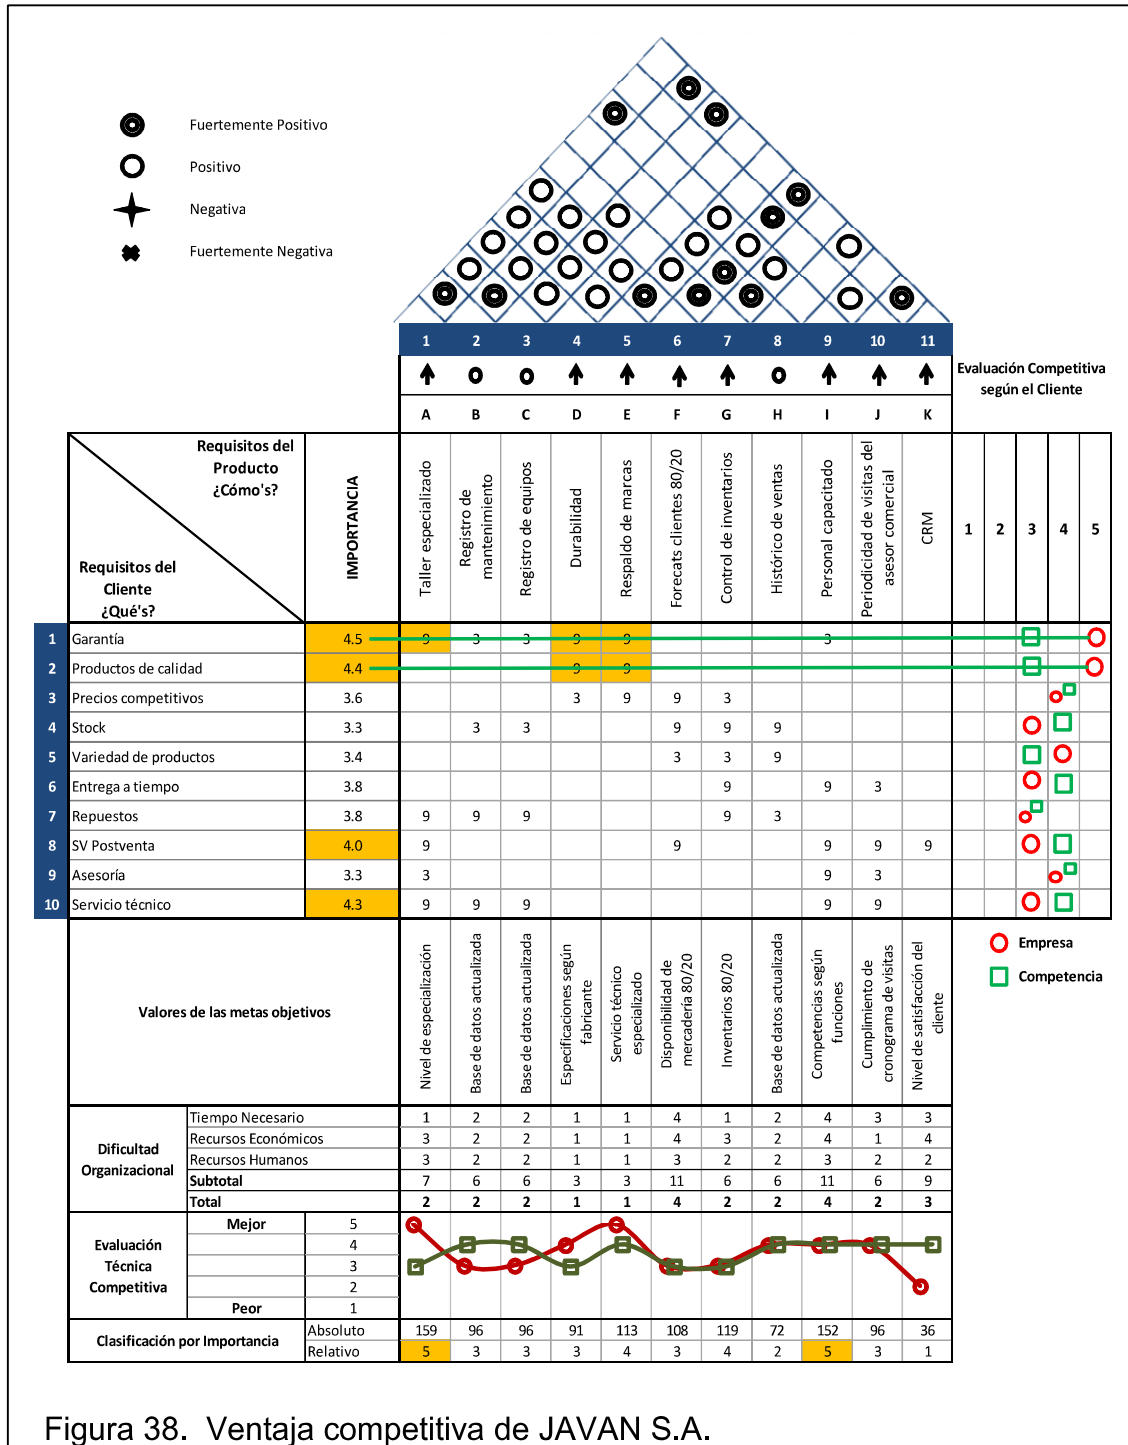 Fuertemente Positivo
Positivo
Negativa
Fuertemente Negativa
1 2 3 4 5 6 7 8 9 10 11
A B C D E F G H I J K
Evaluación Competitiva
según el Cliente
Requisitos del
Producto
¿Cómo's?
Requisitos del
Cliente
¿Qué's?
IMPORTANCIA
Taller especializado
Registro de
mantenimiento
Registro de equipos
Durabilidad
Respaldo de marcas
Forecats clientes 80/20
Control de inventarios
Histórico de ventas
Personal capacitado
Periodicidad de visitas del
asesor comercial
CRM
1 2 3 4 5
1 Garantía 4.5 9 3 3 9 9 3
2 Productos de calidad 4.4 9 9
3 Precios competitivos 3.6 3 9 9 3
4 Stock 3.3 3 3 9 9 9
5 Variedad de productos 3.4 3 3 9
6 Entrega a tiempo 3.8 9 9 3
7 Repuestos 3.8 9 9 9 9 3
8 SV Postventa 4.0 9 9 9 9 9
9 Asesoría 3.3 3 9 3
10 Servicio técnico 4.3 9 9 9 9 9
Empresa
Competencia
Valores de las metas objetivos
Nivel de especialización
Base de datos actualizada
Base de datos actualizada
Especificaciones según
fabricante
Servicio técnico
especializado
Disponibilidad de
mercadería 80/20
Inventarios 80/20
Base de datos actualizada
Competencias según
funciones
Cumplimiento de
cronograma de visitas
Nivel de satisfacción del
cliente
Dificultad
Organizacional
Tiempo Necesario 1 2 2 1 1 4 1 2 4 3 3
Recursos Económicos 3 2 2 1 1 4 3 2 4 1 4
Recursos Humanos 3 2 2 1 1 3 2 2 3 2 2
Subtotal 7 6 6 3 3 11 6 6 11 6 9
Total 2 2 2 1 1 4 2 2 4 2 3
Evaluación
Técnica
Competitiva
Mejor 5
4
3
2
Peor 1
Clasificación por Importancia
Absoluto 159 96 96 91 113 108 119 72 152 96 36
Relativo 5 3 3 3 4 3 4 2 5 3 1
Figura 38. Ventaja competitiva de JAVAN S.A.